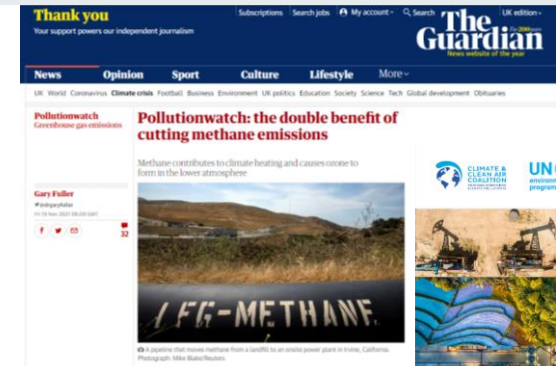 Thank you
Your support powers our independent journalism
Subscriptions Search jobs My account Search UK edition
The Guardian
News website of the year
News Opinion Sport Culture Lifestyle More
UK World Coronavirus Climate crisis Football Business Environment UK politics Education Society Science Tech Global development Obituaries
Pollutionwatch
Greenhouse gas emissions
Pollutionwatch: the double benefit of
cutting methane emissions
Methane contributes to climate heating and causes ozone to
form in the lower atmosphere
Gary Fuller
32
LFG-METHANE
A pipeline that moves methane from a landfill to an onsite power plant in Irvine, California.
Photograph: Mike Blake/Reuters
CLIMATE &
CLEAN AIR
COALITION
UN
environment